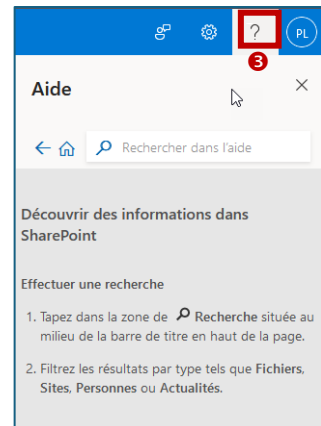 ? PL
❸
Aide
Rechercher dans l'aide
Découvrir des informations dans
SharePoint
Effectuer une recherche
1. Tapez dans la zone de Recherche située au
milieu de la barre de titre en haut de la page.
2. Filtrez les résultats par type tels que Fichiers,
Sites, Personnes ou Actualités.